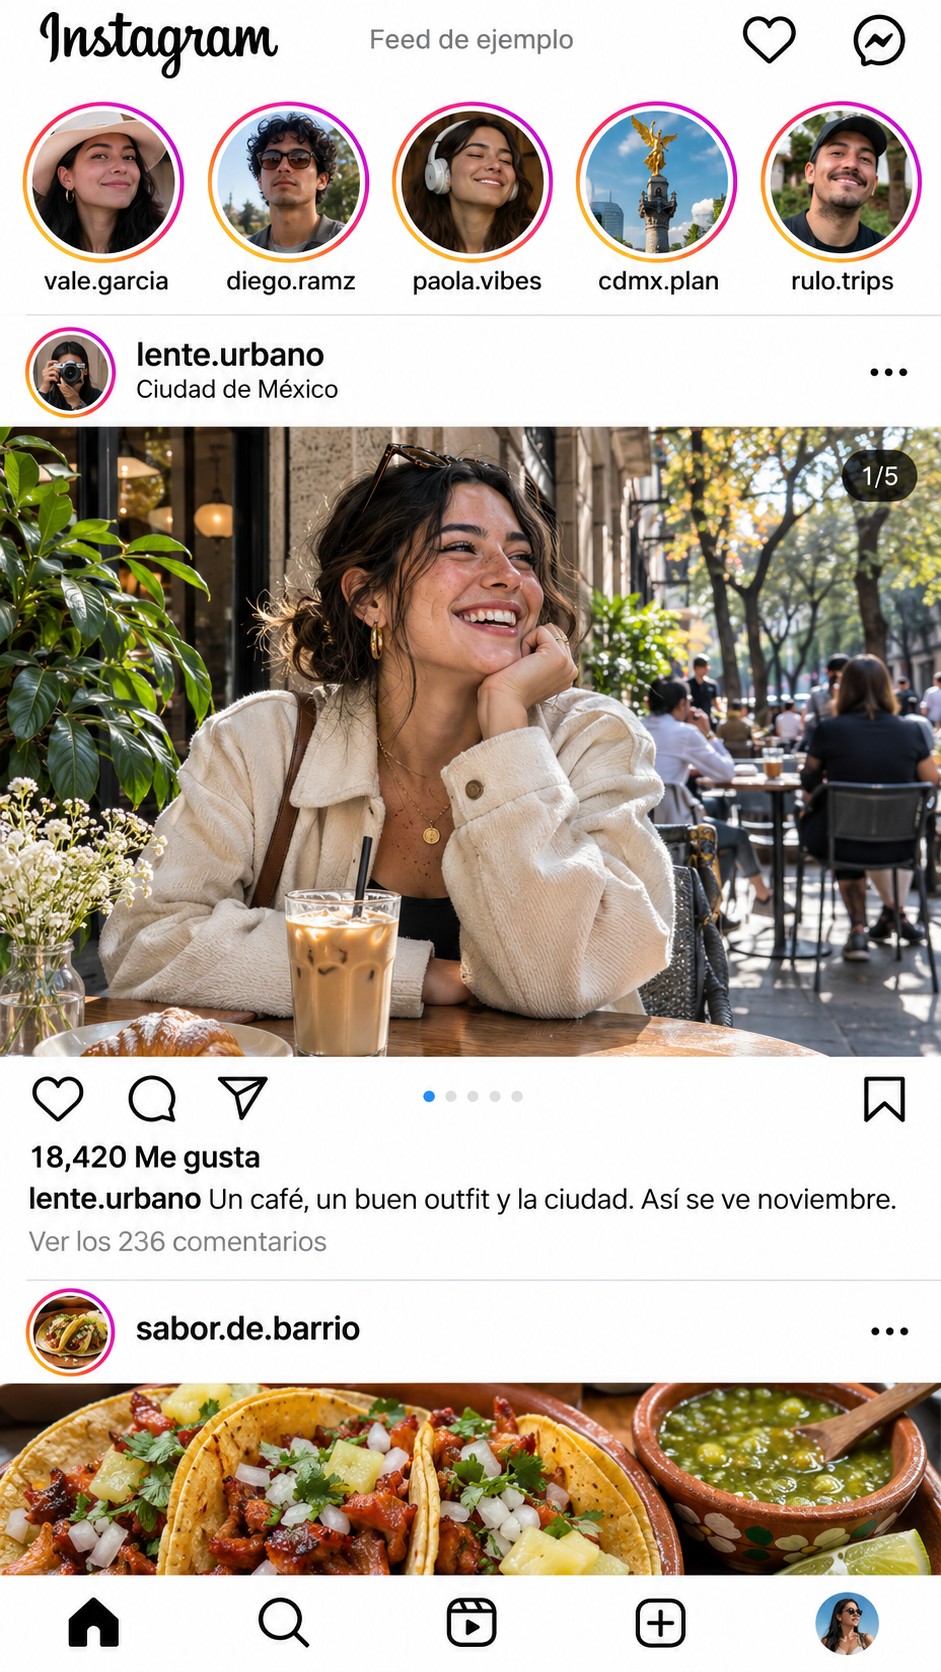 Instagram
Feed de ejemplo
vale.garcia
diego.ramz
paola.vibes
cdmx.plan
rulo.trips
lente.urbano
Ciudad de México
1/5
18,420 Me gusta
lente.urbano Un café, un buen outfit y la ciudad. Así se ve noviembre.
Ver los 236 comentarios
sabor.de.barrio